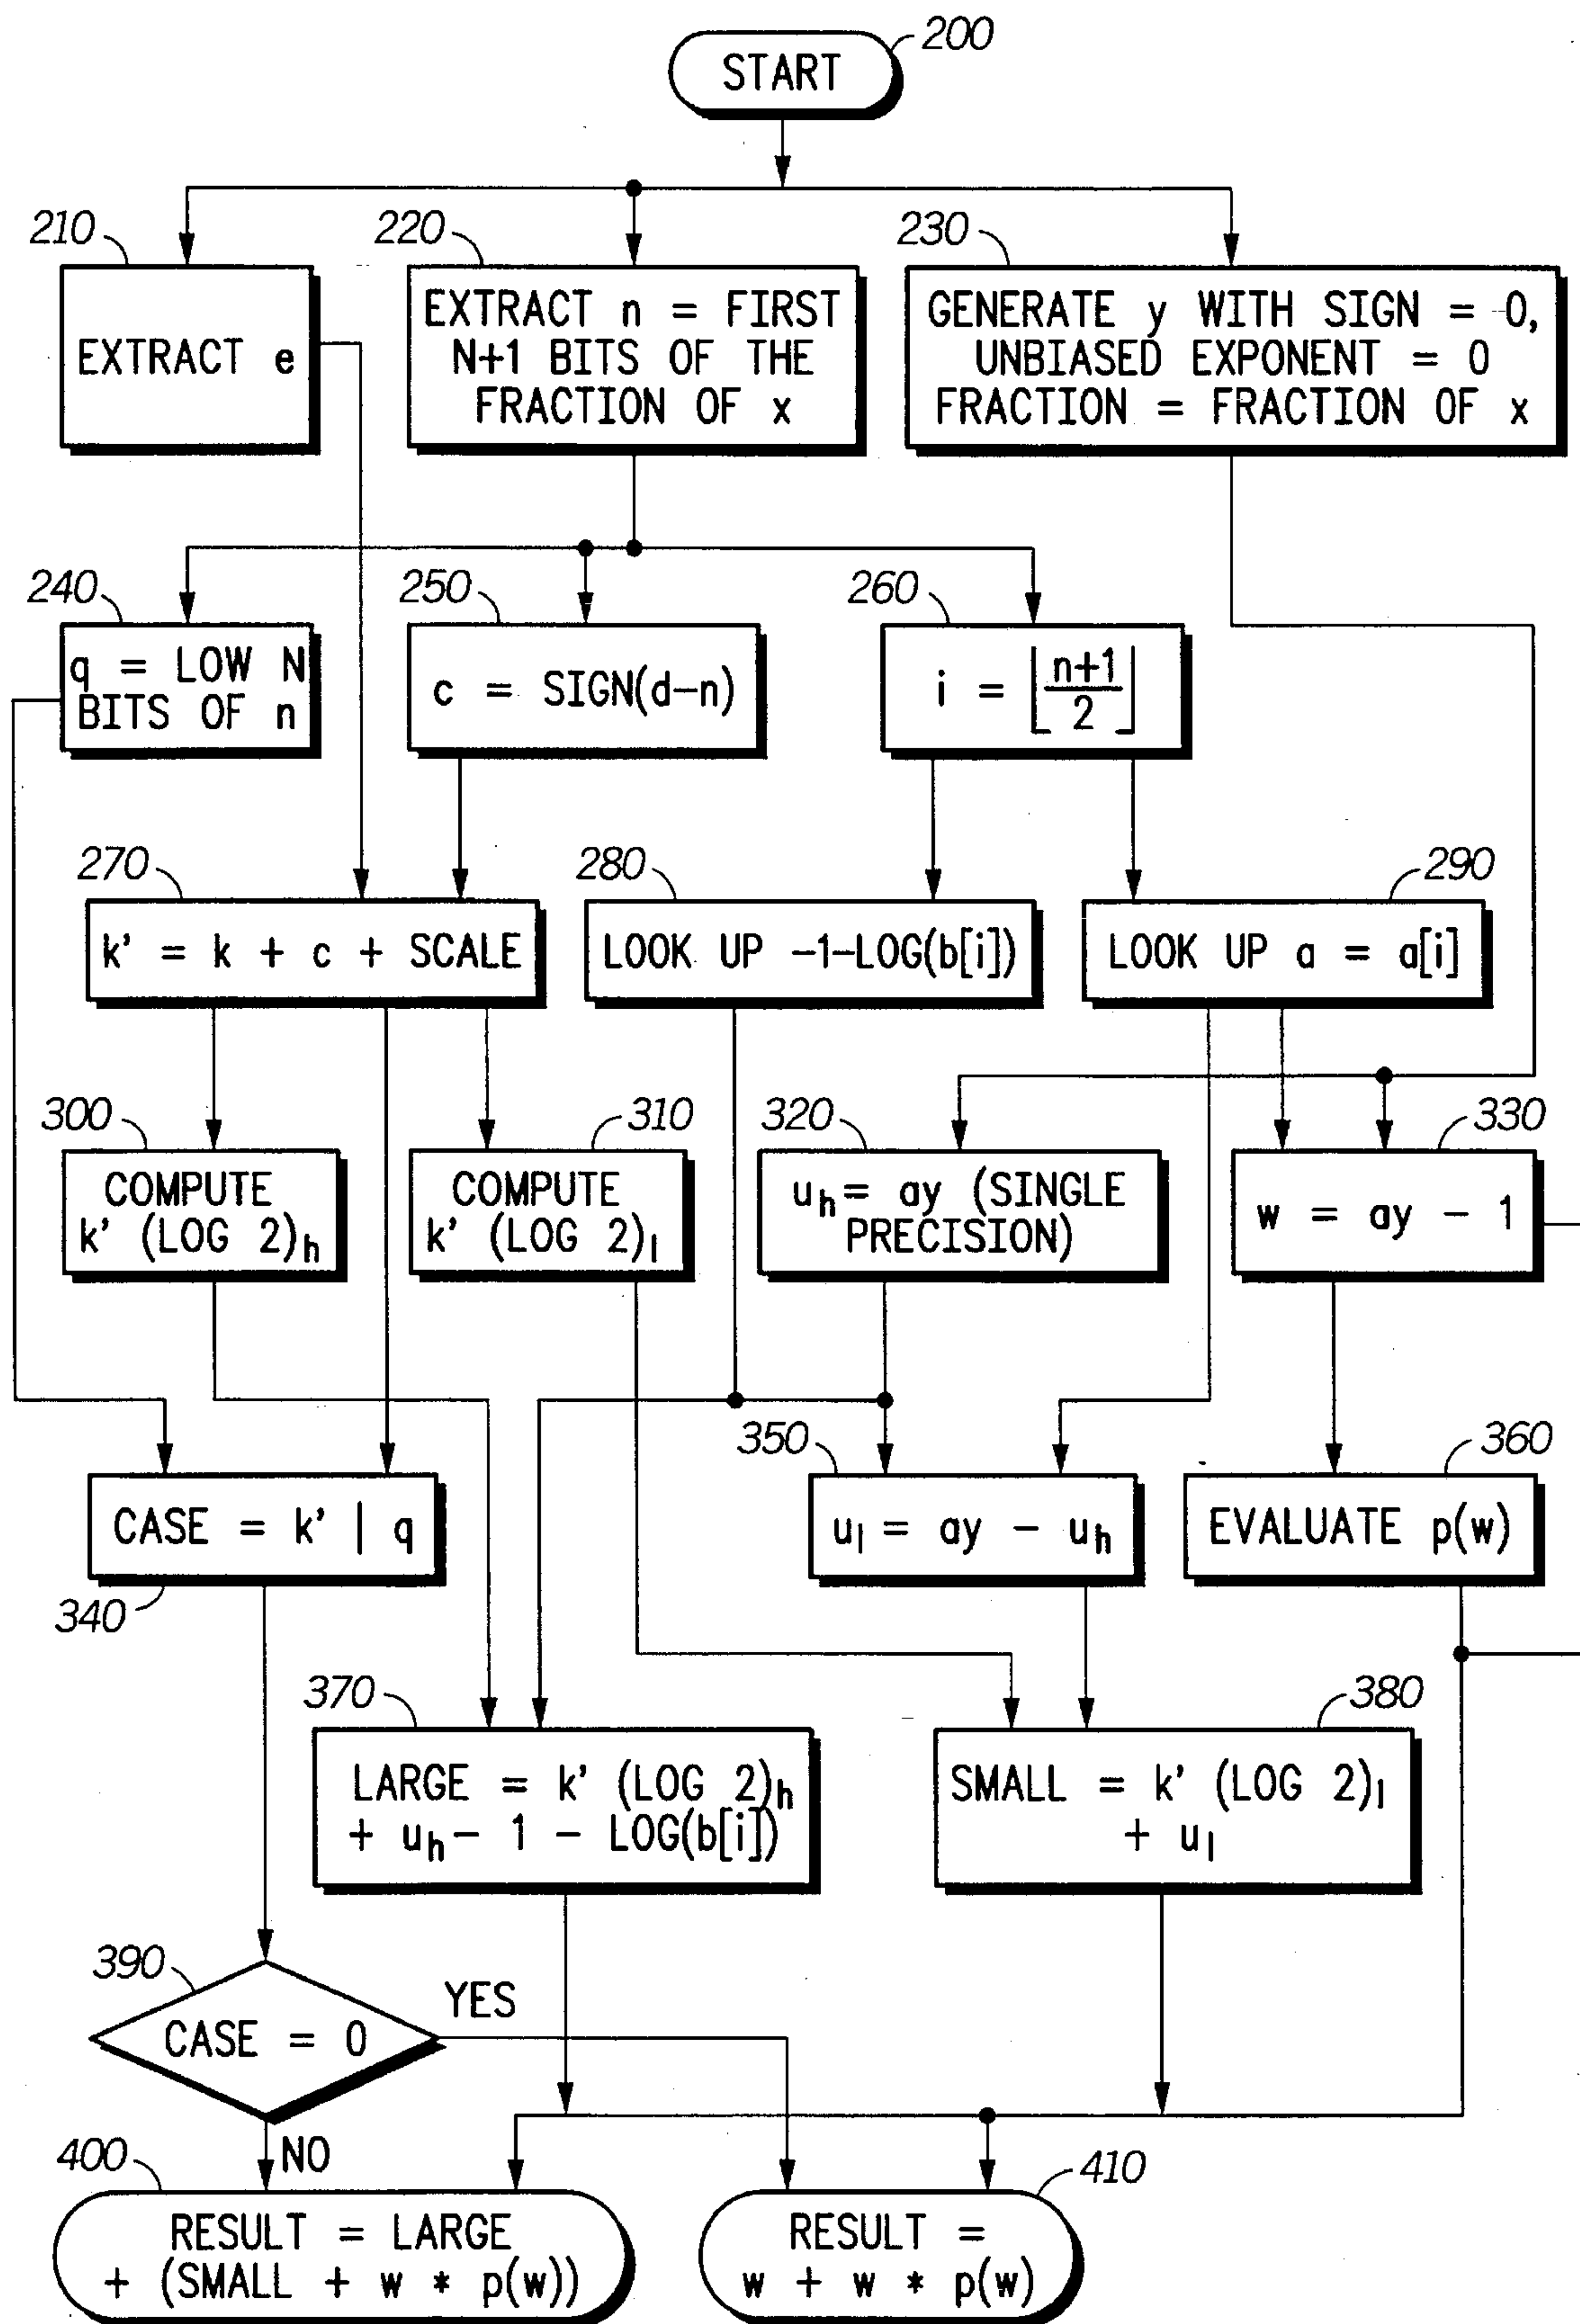 200
START
210
220
230
EXTRACT e
EXTRACT n = FIRST
N+1 BITS OF THE
FRACTION OF x
GENERATE y WITH SIGN = 0,
UNBIASED EXPONENT = 0
FRACTION = FRACTION OF x
240
250
260
q = LOW N
BITS OF n
c = SIGN(d-n)
i = ⌊(n+1)/2⌋
270
280
290
k' = k + c + SCALE
LOOK UP -1-LOG(b[i])
LOOK UP a = a[i]
300
310
320
330
COMPUTE
k' (LOG 2)h
COMPUTE
k' (LOG 2)l
uh = ay (SINGLE
PRECISION)
w = ay - 1
350
360
CASE = k' | q
ul = ay - uh
EVALUATE p(w)
340
370
380
LARGE = k' (LOG 2)h
+ uh - 1 - LOG(b[i])
SMALL = k' (LOG 2)l
+ ul
390
YES
CASE = 0
NO
400
410
RESULT = LARGE
+ (SMALL + w * p(w))
RESULT =
w + w * p(w)